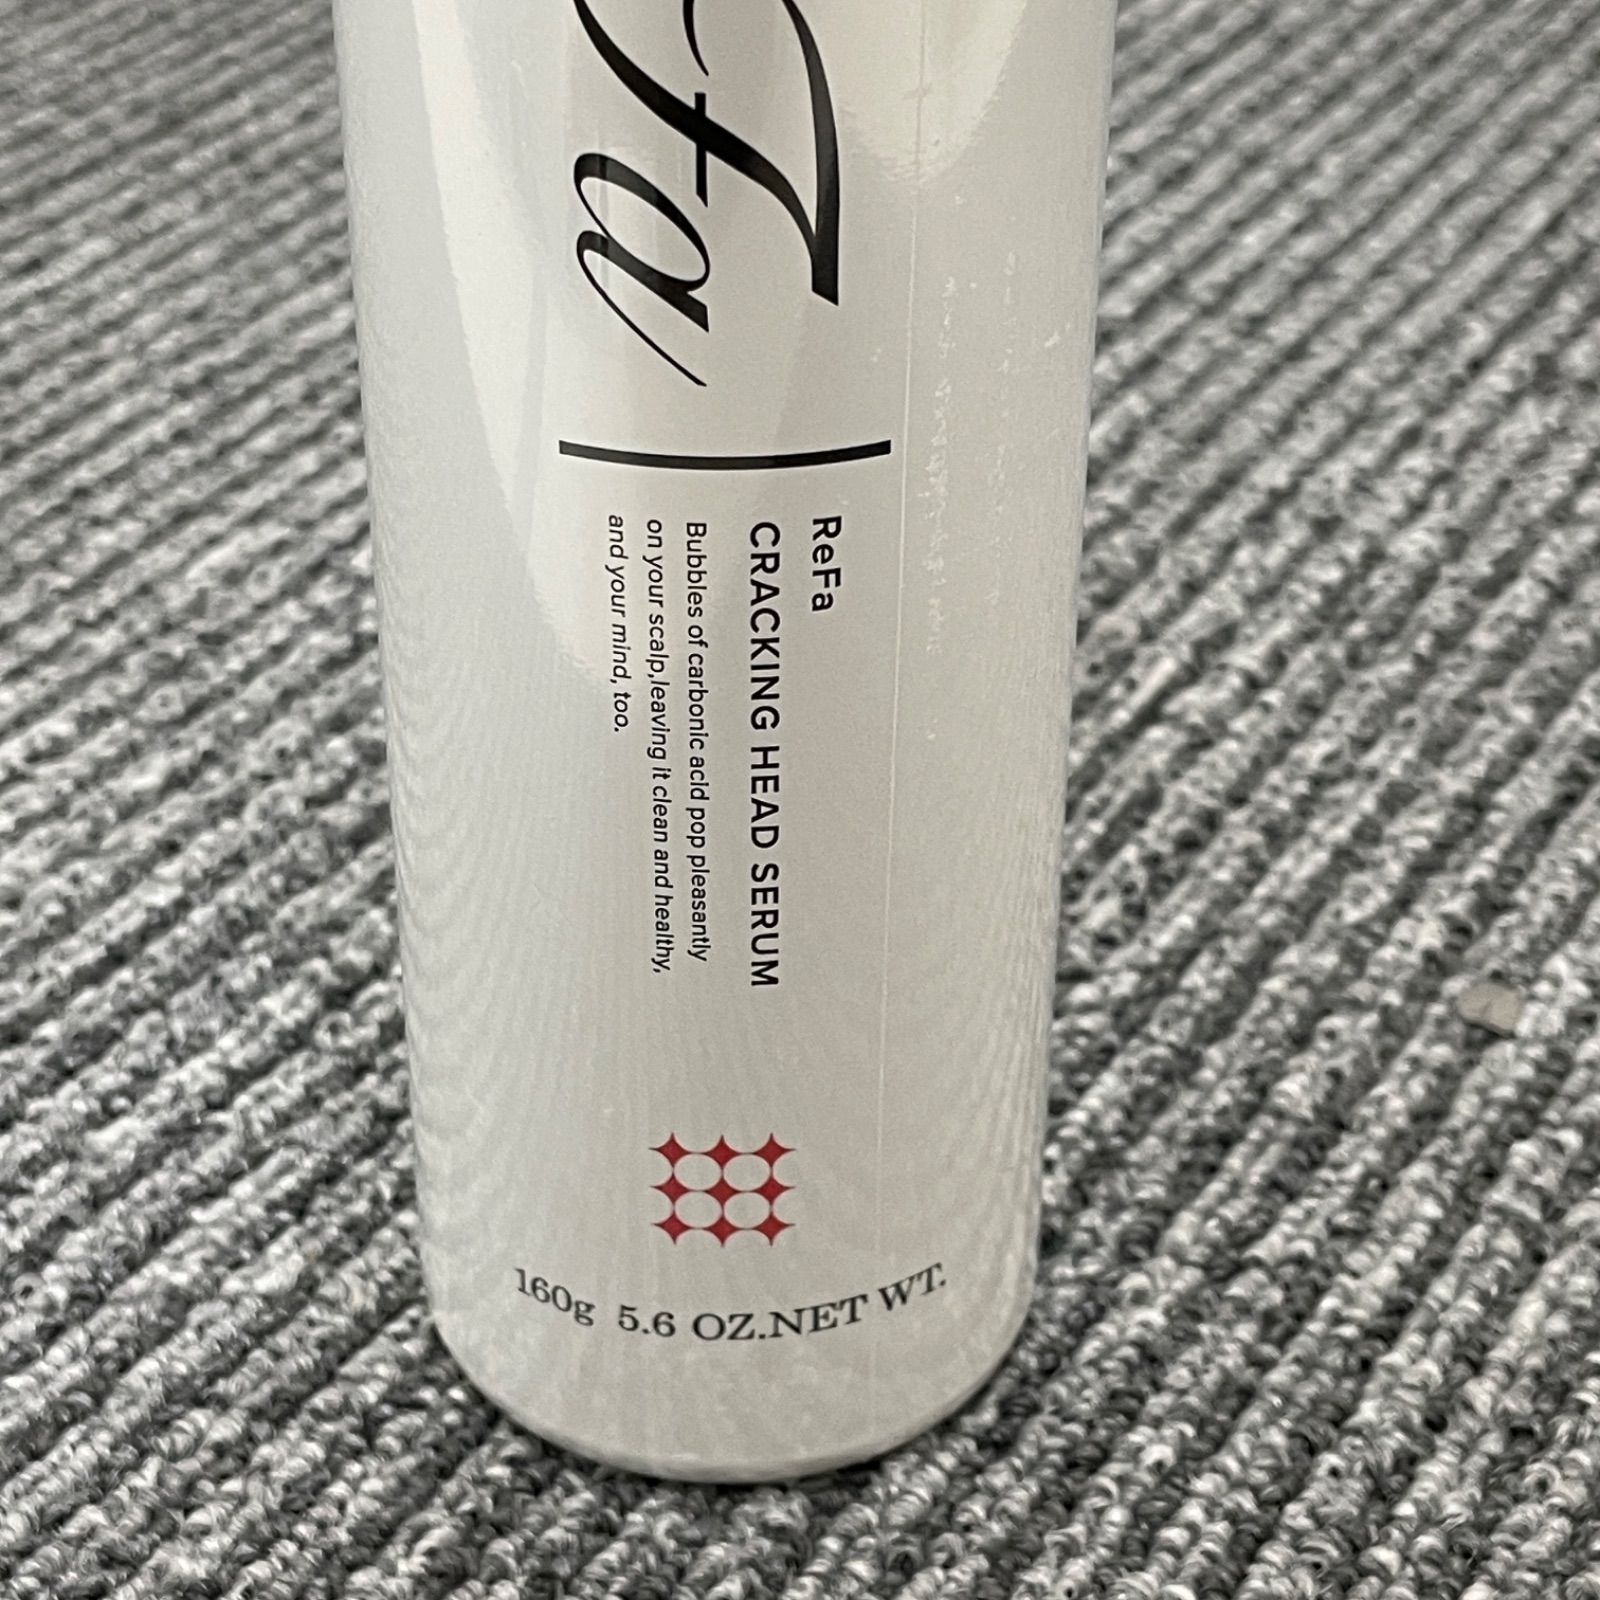 Fa
ReFa
CRACKING HEAD SERUM
Bubbles of carbonic acid pop pleasantly
on your scalp,leaving it clean and healthy,
and your mind, too.
160g 5.6 OZ.NET WT.